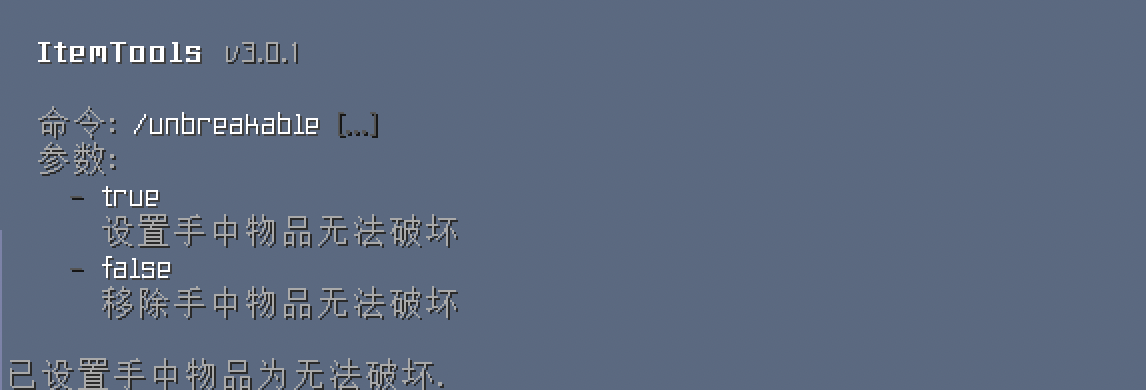 ItemTools v3.0.1
命令: /unbreakable [...]
参数:
- true
设置手中物品无法破坏
- false
移除手中物品无法破坏
已设置手中物品为无法破坏.